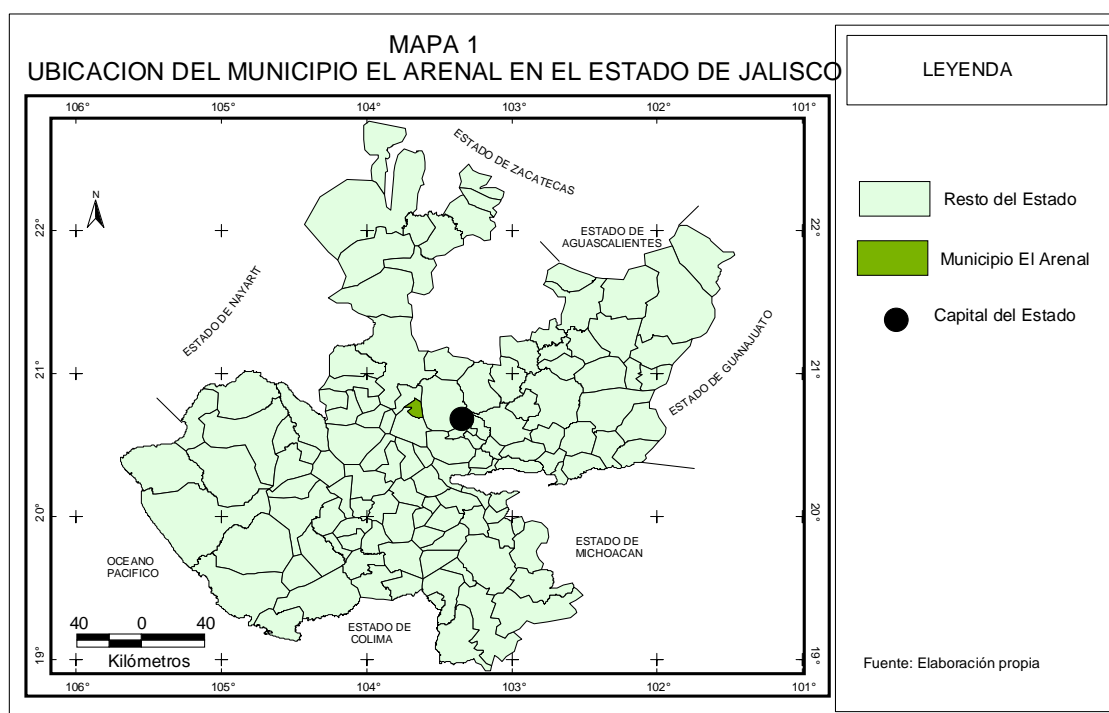 MAPA 1
UBICACION DEL MUNICIPIO EL ARENAL EN EL ESTADO DE JALISCO
LEYENDA
106° 105° 104° 103° 102° 101°
ESTADO DE ZACATECAS
N
Resto del Estado
22° 22°
ESTADO DE
AGUASCALIENTES
Municipio El Arenal
ESTADO DE NAYARIT
Capital del Estado
21° 21°
ESTADO DE GUANAJUATO
20° 20°
ESTADO DE
MICHOACAN
OCEANO
PACIFICO
40 0 40
Kilómetros
ESTADO DE
COLIMA
19° 19°
Fuente: Elaboración propia
106° 105° 104° 103° 102° 101°